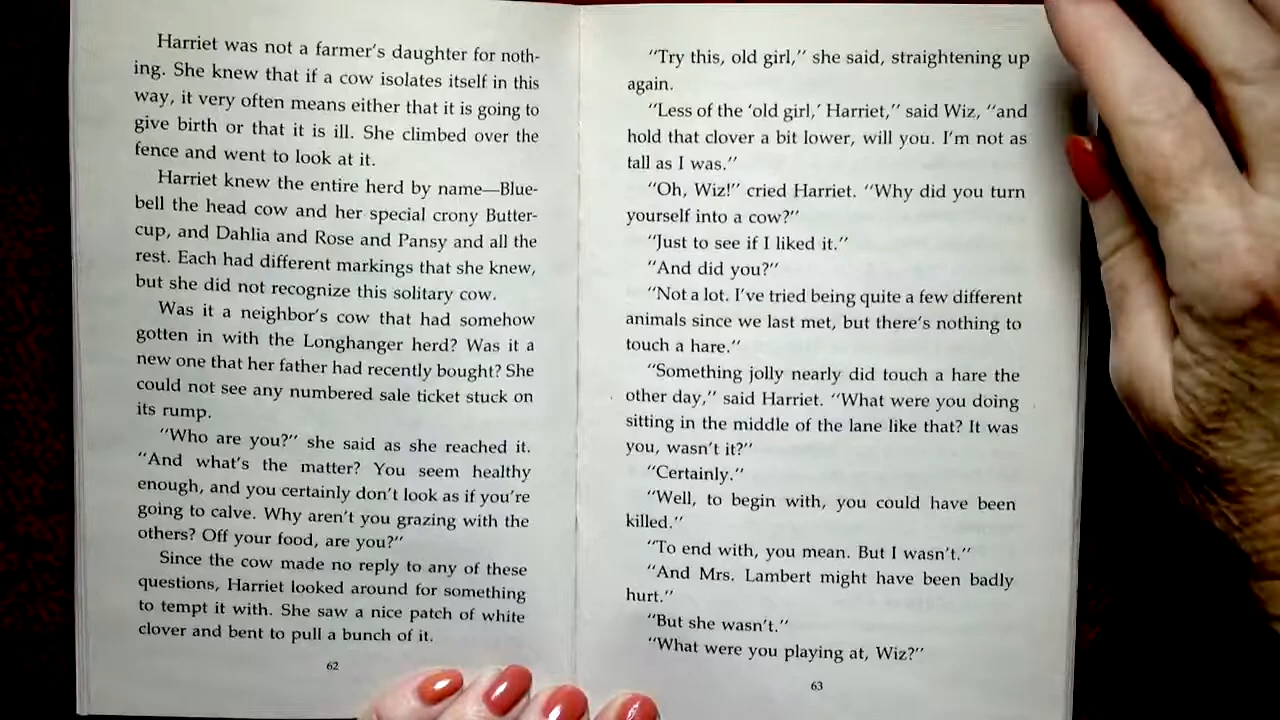 Harriet was not a farmer's daughter for noth-
ing. She knew that if a cow isolates itself in this
way, it very often means either that it is going to
give birth or that it is ill. She climbed over the
fence and went to look at it.
Harriet knew the entire herd by name—Blue-
bell the head cow and her special crony Butter-
cup, and Dahlia and Rose and Pansy and all the
rest. Each had different markings that she knew,
but she did not recognize this solitary cow.
Was it a neighbor's cow that had somehow
gotten in with the Longhanger herd? Was it a
new one that her father had recently bought? She
could not see any numbered sale ticket stuck on
its rump.
"Who are you?" she said as she reached it.
"And what's the matter? You seem healthy
enough, and you certainly don't look as if you're
going to calve. Why aren't you grazing with the
others? Off your food, are you?"
Since the cow made no reply to any of these
questions, Harriet looked around for something
to tempt it with. She saw a nice patch of white
clover and bent to pull a bunch of it.
62
"Try this, old girl," she said, straightening up
again.
"Less of the 'old girl,' Harriet," said Wiz, "and
hold that clover a bit lower, will you. I'm not as
tall as I was."
"Oh, Wiz!" cried Harriet. "Why did you turn
yourself into a cow?"
"Just to see if I liked it."
"And did you?"
"Not a lot. I've tried being quite a few different
animals since we last met, but there's nothing to
touch a hare."
"Something jolly nearly did touch a hare the
other day," said Harriet. "What were you doing
sitting in the middle of the lane like that? It was
you, wasn't it?"
"Certainly."
"Well, to begin with, you could have been
killed."
"To end with, you mean. But I wasn't."
"And Mrs. Lambert might have been badly
hurt."
"But she wasn't."
"What were you playing at, Wiz?"
63